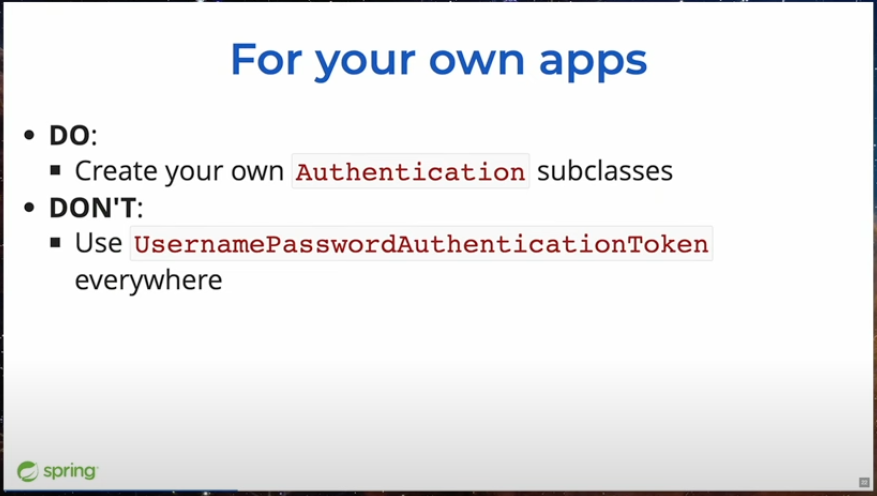 For your own apps
• DO:
▪ Create your own Authentication subclasses
• DON'T:
▪ Use UsernamePasswordAuthenticationToken
everywhere
spring